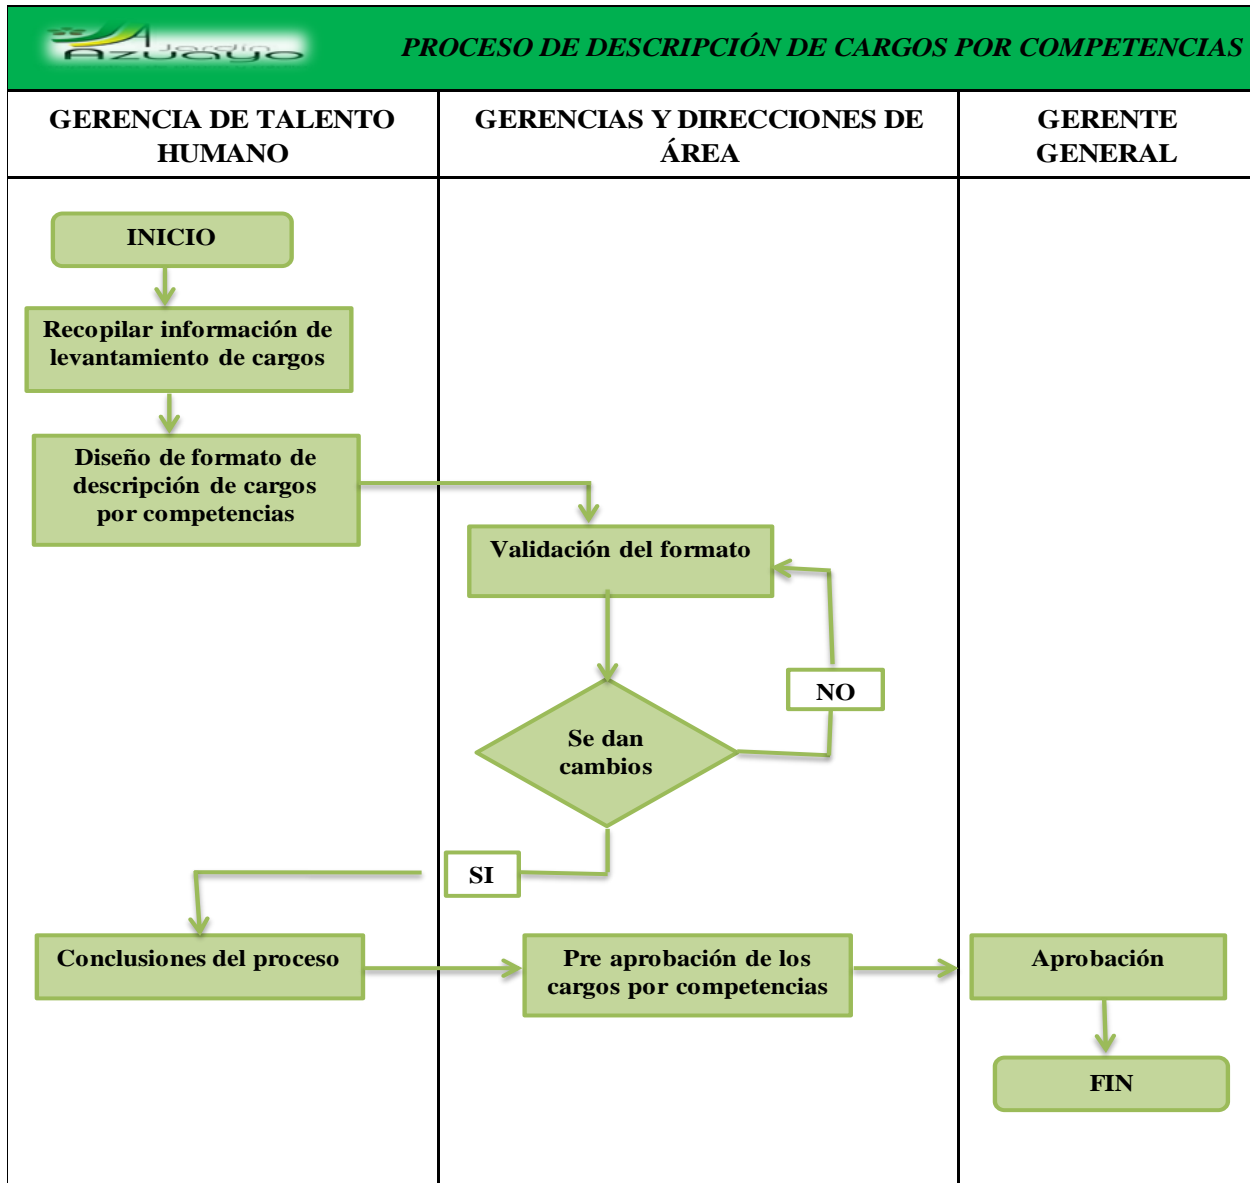 Jardín
Azuayo
PROCESO DE DESCRIPCIÓN DE CARGOS POR COMPETENCIAS
GERENCIA DE TALENTO
HUMANO
GERENCIAS Y DIRECCIONES DE
ÁREA
GERENTE
GENERAL
INICIO
Recopilar información de
levantamiento de cargos
Diseño de formato de
descripción de cargos
por competencias
Validación del formato
NO
Se dan
cambios
SI
Conclusiones del proceso
Pre aprobación de los
cargos por competencias
Aprobación
FIN